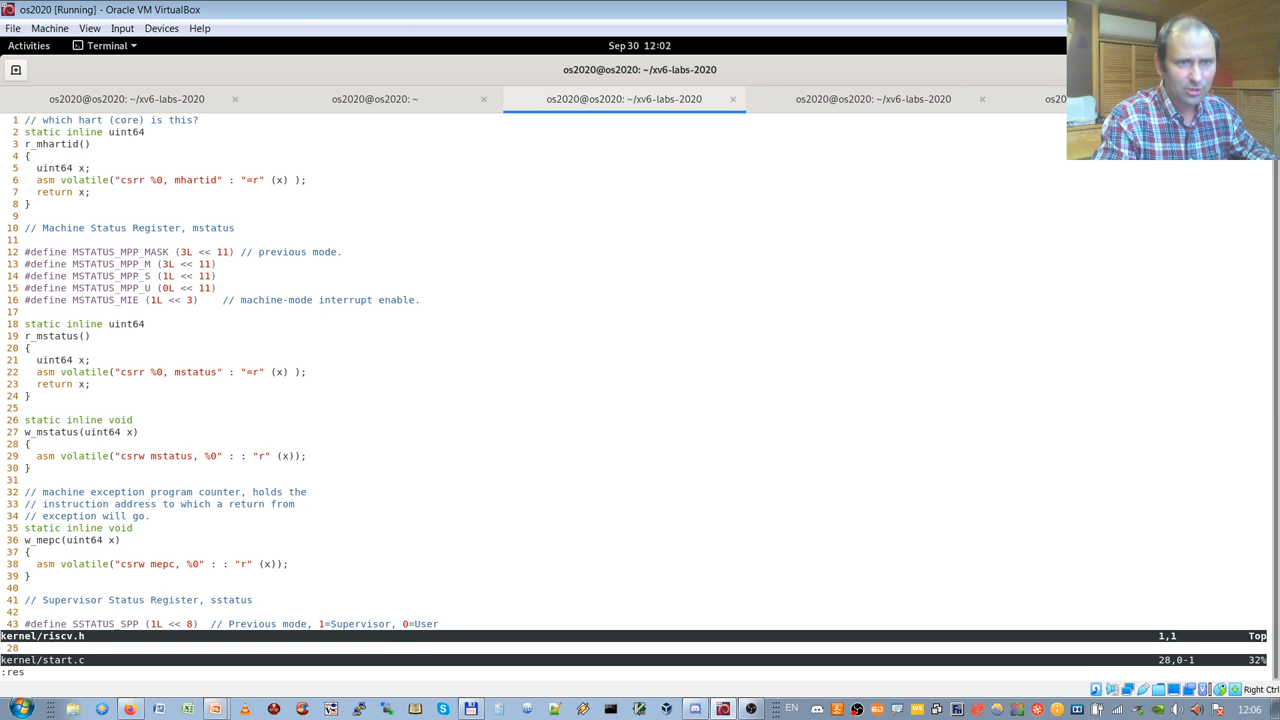 os2020 [Running] - Oracle VM VirtualBox
File Machine View Input Devices Help
Activities Terminal Sep 30 12:02
os2020@os2020: ~/xv6-labs-2020
os2020@os2020: ~/xv6-labs-2020 × os2020@os2020: ~ × os2020@os2020: ~/xv6-labs-2020 × os2020@os2020: ~/xv6-labs-2020 × os20
1 // which hart (core) is this?
2 static inline uint64
3 r_mhartid()
4 {
5   uint64 x;
6   asm volatile("csrr %0, mhartid" : "=r" (x) );
7   return x;
8 }
9
10 // Machine Status Register, mstatus
11
12 #define MSTATUS_MPP_MASK (3L << 11) // previous mode.
13 #define MSTATUS_MPP_M (3L << 11)
14 #define MSTATUS_MPP_S (1L << 11)
15 #define MSTATUS_MPP_U (0L << 11)
16 #define MSTATUS_MIE (1L << 3)    // machine-mode interrupt enable.
17
18 static inline uint64
19 r_mstatus()
20 {
21   uint64 x;
22   asm volatile("csrr %0, mstatus" : "=r" (x) );
23   return x;
24 }
25
26 static inline void
27 w_mstatus(uint64 x)
28 {
29   asm volatile("csrw mstatus, %0" : : "r" (x));
30 }
31
32 // machine exception program counter, holds the
33 // instruction address to which a return from
34 // exception will go.
35 static inline void
36 w_mepc(uint64 x)
37 {
38   asm volatile("csrw mepc, %0" : : "r" (x));
39 }
40
41 // Supervisor Status Register, sstatus
42
43 #define SSTATUS_SPP (1L << 8)  // Previous mode, 1=Supervisor, 0=User
kernel/riscv.h 1,1 Top
28
kernel/start.c 28,0-1 32%
:res
Right Ctrl
EN 12:06